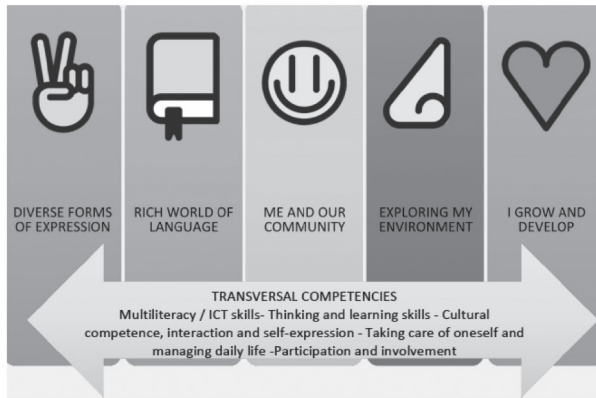 DIVERSE FORMS
OF EXPRESSION
RICH WORLD OF
LANGUAGE
ME AND OUR
COMMUNITY
EXPLORING MY
ENVIRONMENT
I GROW AND
DEVELOP
TRANSVERSAL COMPETENCIES
Multiliteracy / ICT skills- Thinking and learning skills - Cultural
competence, interaction and self-expression - Taking care of oneself and
managing daily life -Participation and involvement